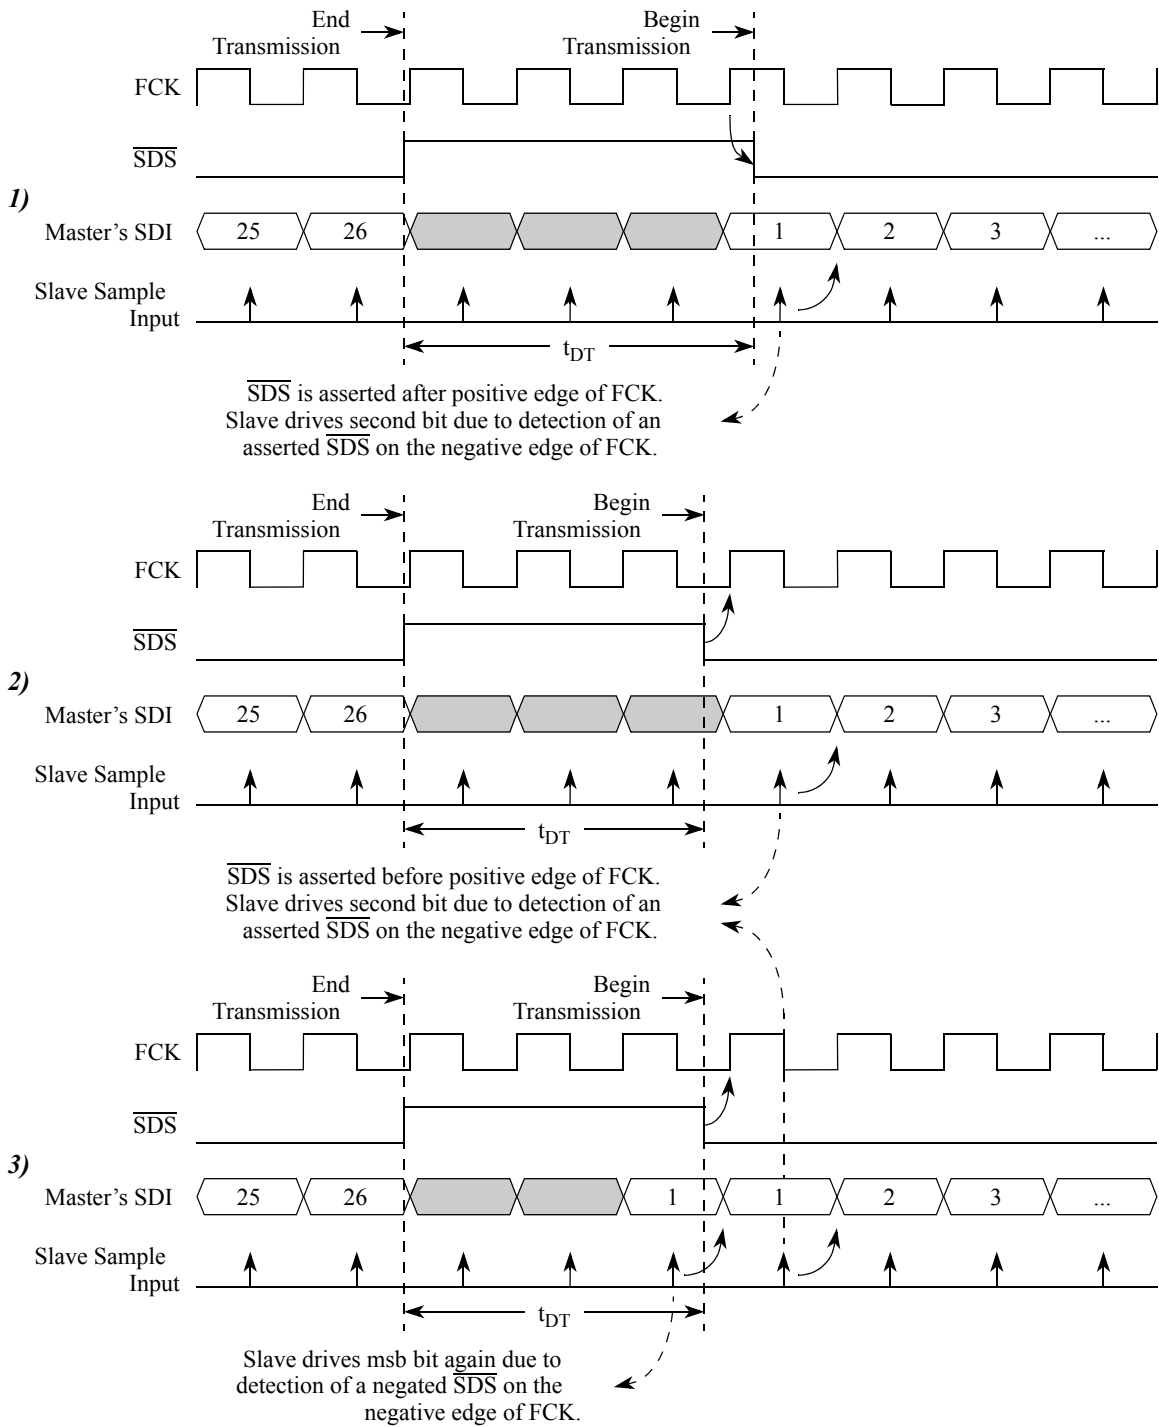 End
Transmission
Begin
Transmission
FCK
SDS
1)
Master's SDI
25 26 1 2 3 ...
Slave Sample
Input
tDT
SDS is asserted after positive edge of FCK.
Slave drives second bit due to detection of an
asserted SDS on the negative edge of FCK.
End
Transmission
Begin
Transmission
FCK
SDS
2)
Master's SDI
25 26 1 2 3 ...
Slave Sample
Input
tDT
SDS is asserted before positive edge of FCK.
Slave drives second bit due to detection of an
asserted SDS on the negative edge of FCK.
End
Transmission
Begin
Transmission
FCK
SDS
3)
Master's SDI
25 26 1 1 2 3 ...
Slave Sample
Input
tDT
Slave drives msb bit again due to
detection of a negated SDS on the
negative edge of FCK.